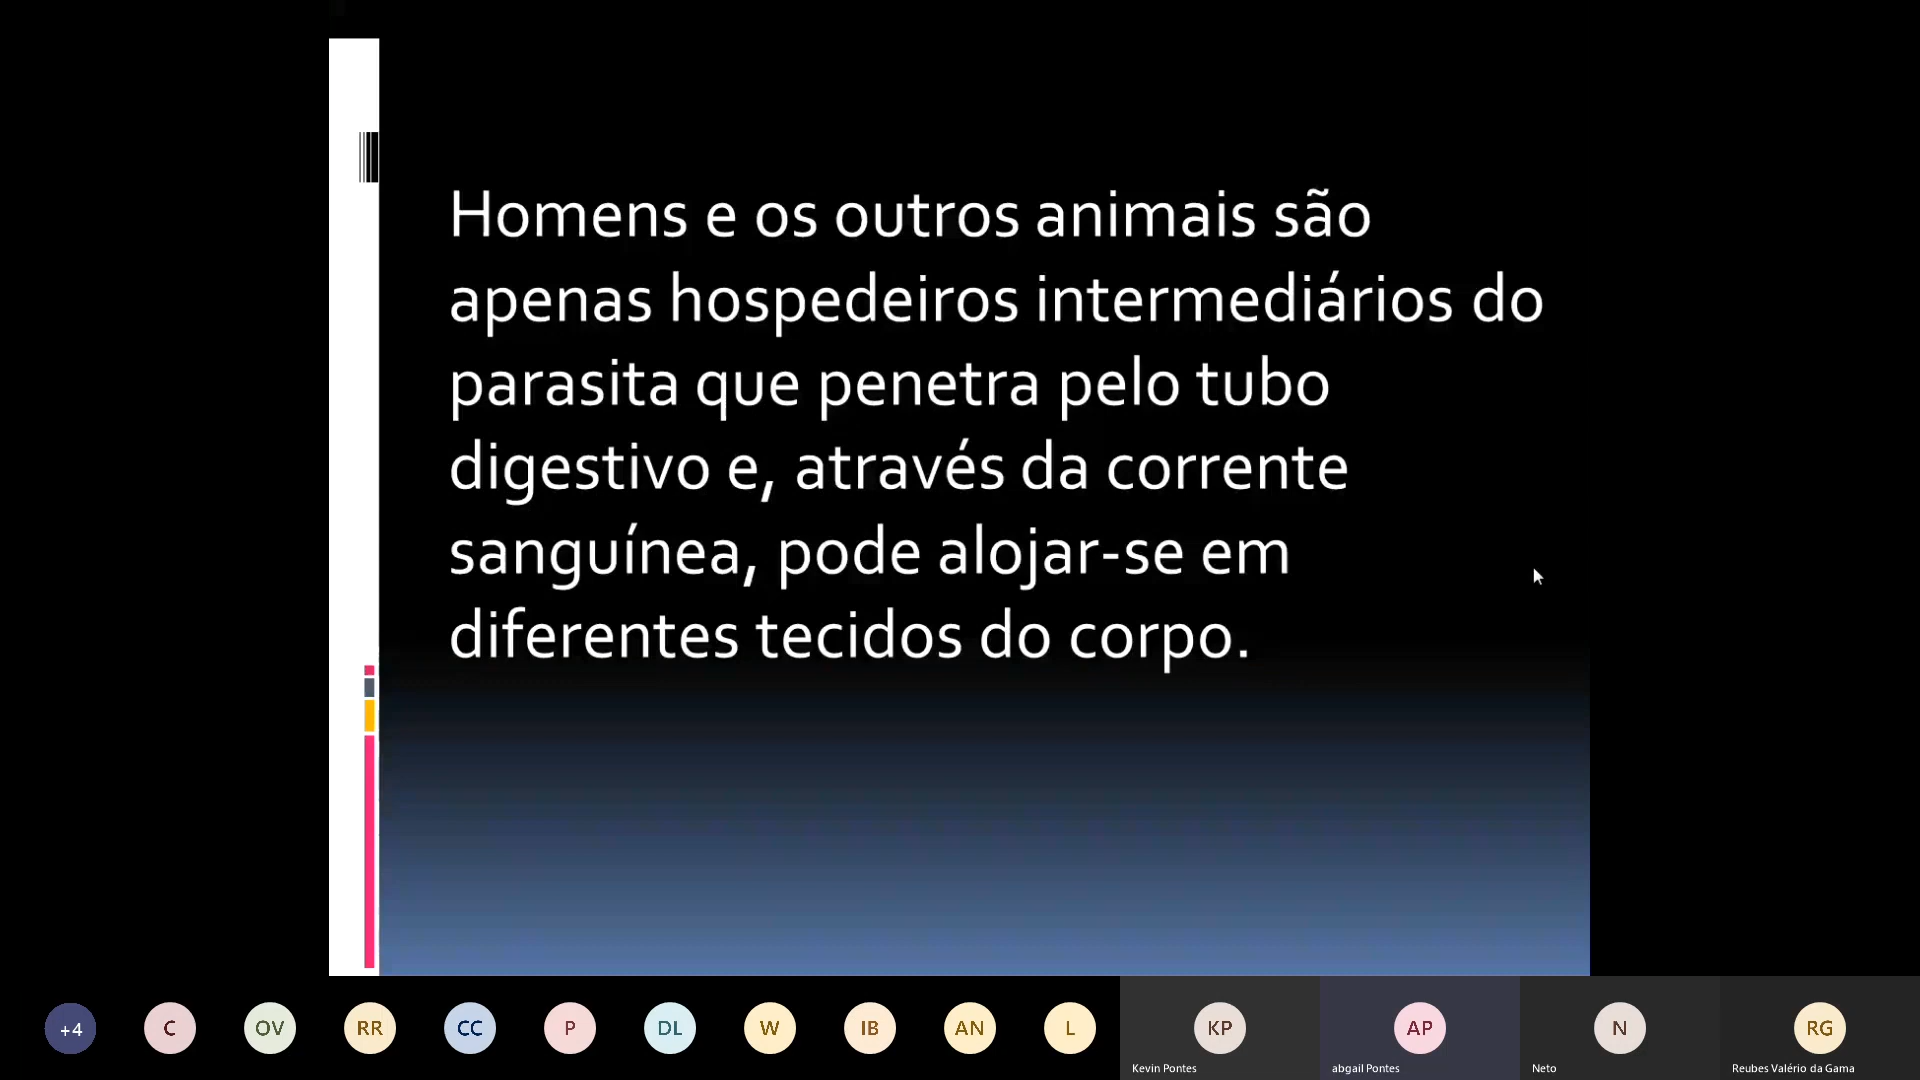 Homens e os outros animais são
apenas hospedeiros intermediários do
parasita que penetra pelo tubo
digestivo e, através da corrente
sanguínea, pode alojar-se em
diferentes tecidos do corpo.
+4
C
OV
RR
CC
P
DL
W
IB
AN
L
KP
AP
N
RG
Kevin Pontes
abgail Pontes
Neto
Reubes Valério da Gama